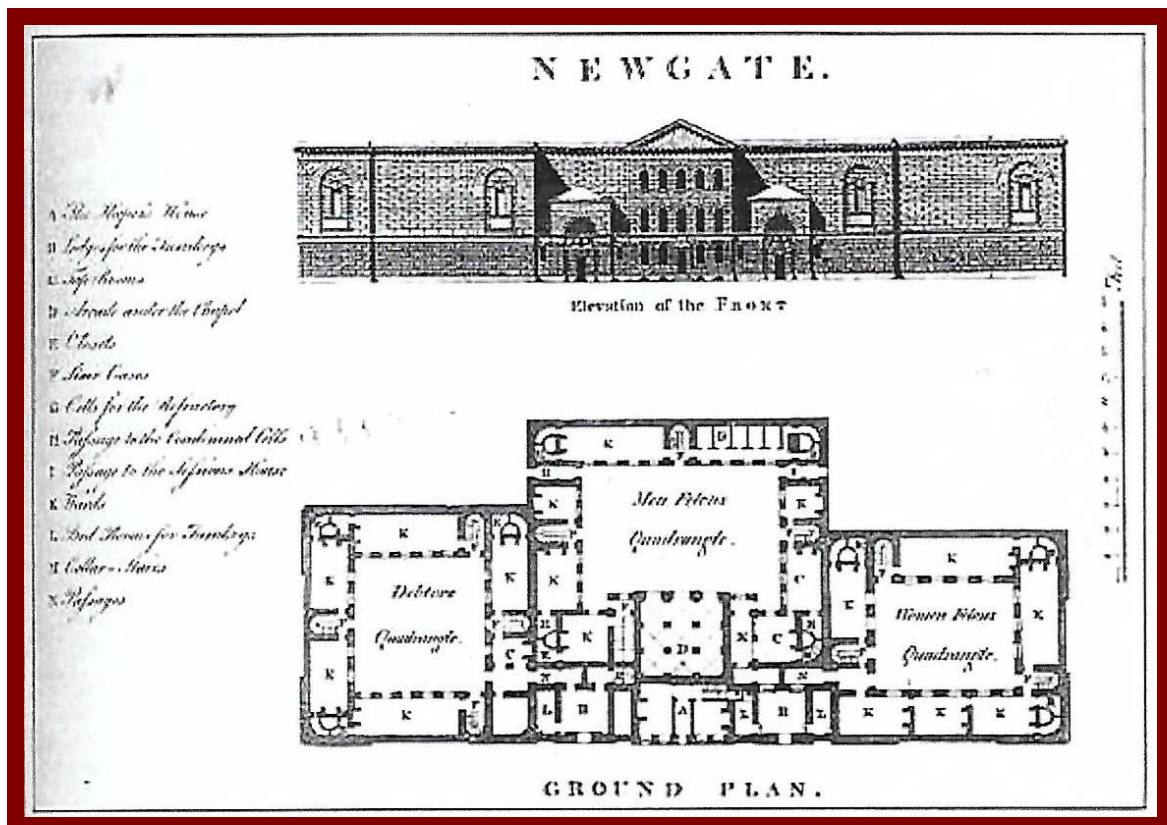 NEWGATE.
Elevation of the FRONT
A The Keeper's House
B Lodges for the Turnkeys
C Tap Rooms
D Arcade under the Chapel
E Closets
F Stair Cases
G Cells for the Refractory
H Passage to the Condemned Cells
I Passage to the Sessions House
K Wards
L Bed Rooms for Turnkeys
M Cellar-Stairs
N Passages
Feet
K
F
D
H
I
Men Felons
Quadrangle.
K
K
F
F
K
C
Debtors
Quadrangle.
K
K
K
K
K
F
C
Women Felons
Quadrangle.
K
K
K
F
D
K
N
C
N
N
L
B
A
L
B
L
K
K
K
GROUND PLAN.